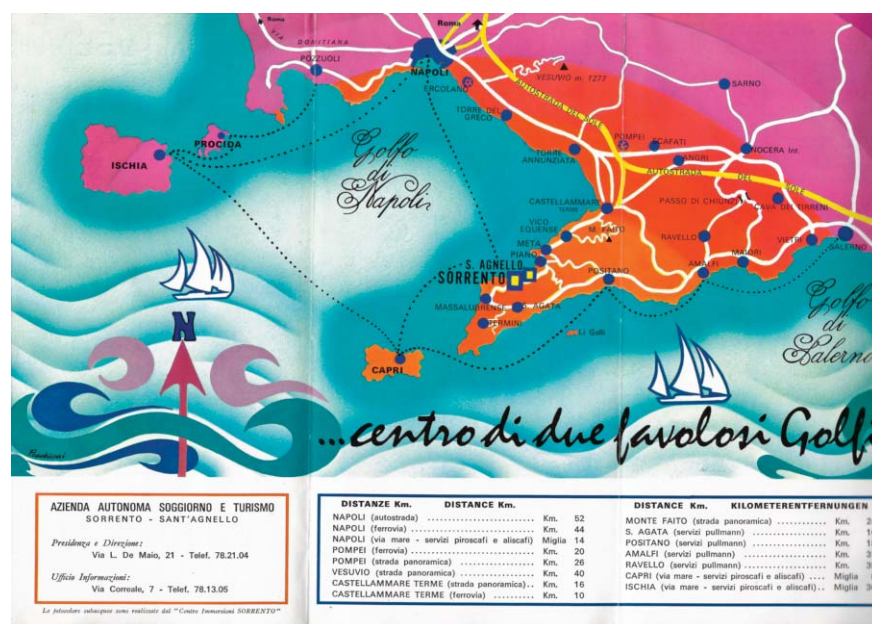 Roma
VIA DOMITIANA
Roma
POZZUOLI
NAPOLI
VESUVIO m. 1277
ERCOLANO
AUTOSTRADA DEL SOLE
SARNO
TORRE DEL
GRECO
PROCIDA
ISCHIA
Golfo
di
Napoli
POMPEI
SCAFATI
NOCERA Inf.
TORRE
ANNUNZIATA
ANGRI
AUTOSTRADA DEL SOLE
CASTELLAMMARE
TERME
PASSO DI CHIUNZI
CAVA DEI TIRRENI
VICO
EQUENSE
M. FAITO
META
PIANO
RAVELLO
MAIORI
VIETRI
SALERNO
S. AGNELLO
SORRENTO
POSITANO
AMALFI
MASSALUBRENSE
S. AGATA
TERMINI
Li Galli
Golfo
di
Salerno
N
CAPRI
...centro di due favolosi Golfi
AZIENDA AUTONOMA SOGGIORNO E TURISMO
SORRENTO - SANT'AGNELLO
Presidenza e Direzione:
Via L. De Maio, 21 - Telef. 78.21.04
Ufficio Informazioni:
Via Correale, 7 - Telef. 78.13.05
Le fotocolor subacquee sono realizzate dal "Centro Immersioni SORRENTO"
DISTANZE Km. DISTANCE Km.
NAPOLI (autostrada) .................... Km. 52
NAPOLI (ferrovia) ...................... Km. 44
NAPOLI (via mare - servizi piroscafi e aliscafi) Miglia 14
POMPEI (ferrovia) ...................... Km. 20
POMPEI (strada panoramica) ............. Km. 26
VESUVIO (strada panoramica) ............ Km. 40
CASTELLAMMARE TERME (strada panoramica).. Km. 16
CASTELLAMMARE TERME (ferrovia) ......... Km. 10
DISTANCE Km. KILOMETERENTFERNUNGEN
MONTE FAITO (strada panoramica) ............ Km.
S. AGATA (servizi pullmann) ................ Km.
POSITANO (servizi pullmann) ................ Km.
AMALFI (servizi pullmann) .................. Km.
RAVELLO (servizi pullmann) ................. Km.
CAPRI (via mare - servizi piroscafi e aliscafi) .... Miglia
ISCHIA (via mare - servizi piroscafi e aliscafi).. Miglia